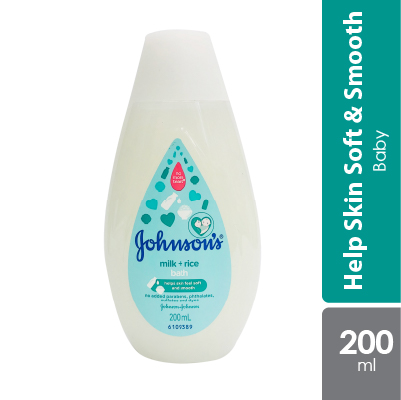 no
more
tears
Johnson's®
milk + rice
bath
helps skin feel soft
and smooth
no added parabens, phthalates,
sulfates and dyes
Johnson & Johnson
200mL
6109389
Help Skin Soft & Smooth
Baby
200
ml